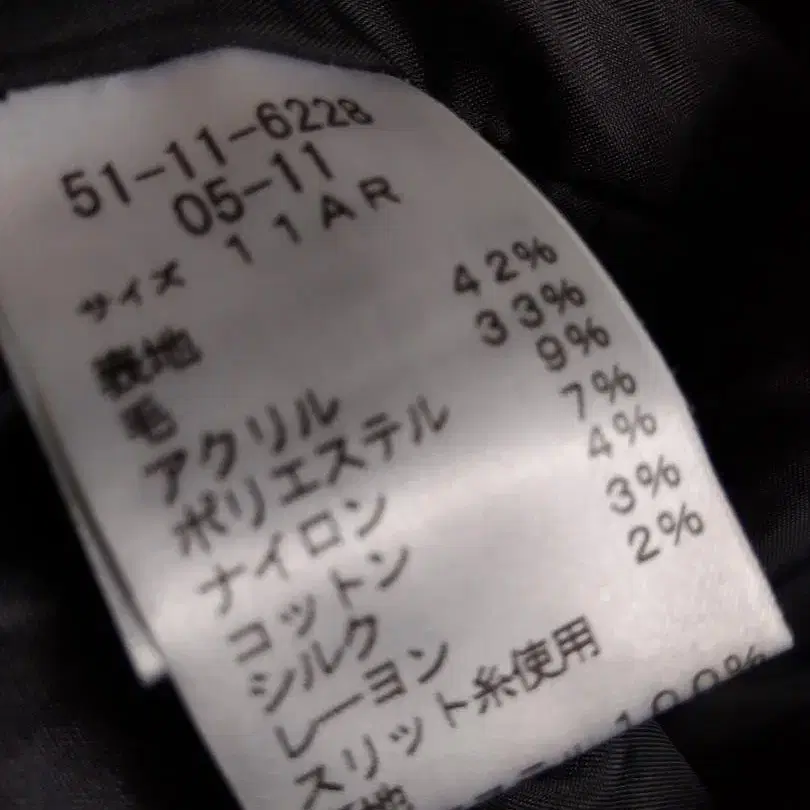 51-11-6228
05-11
サイズ 11AR
表地
毛 42%
アクリル 33%
ポリエステル 9%
ナイロン 7%
コットン 4%
シルク 3%
レーヨン 2%
スリット糸使用
100%